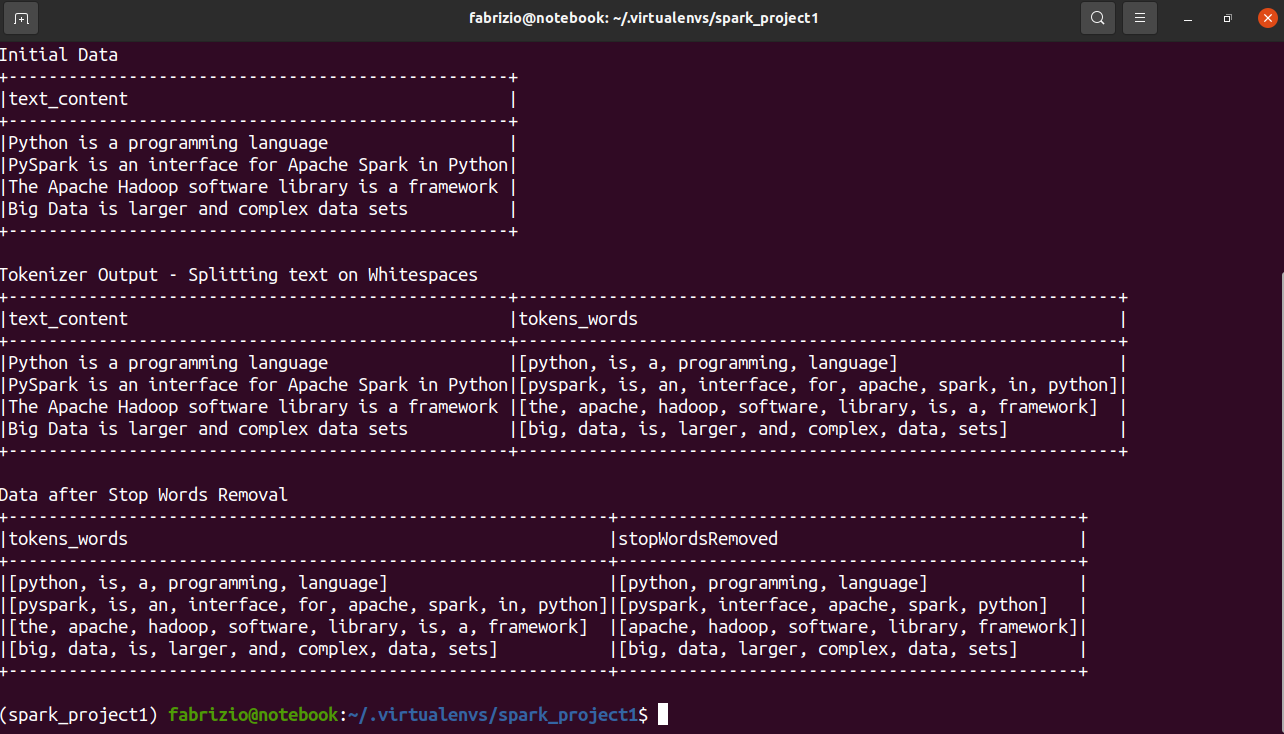 fabrizio@notebook: ~/.virtualenvs/spark_project1
Initial Data
+--------------------------------------------------+
|text_content                                      |
+--------------------------------------------------+
|Python is a programming language                  |
|PySpark is an interface for Apache Spark in Python|
|The Apache Hadoop software library is a framework |
|Big Data is larger and complex data sets          |
+--------------------------------------------------+
Tokenizer Output - Splitting text on Whitespaces
+--------------------------------------------------+------------------------------------------------------------+
|text_content                                      |tokens_words                                                |
+--------------------------------------------------+------------------------------------------------------------+
|Python is a programming language                  |[python, is, a, programming, language]                      |
|PySpark is an interface for Apache Spark in Python|[pyspark, is, an, interface, for, apache, spark, in, python]|
|The Apache Hadoop software library is a framework |[the, apache, hadoop, software, library, is, a, framework]  |
|Big Data is larger and complex data sets          |[big, data, is, larger, and, complex, data, sets]           |
+--------------------------------------------------+------------------------------------------------------------+
Data after Stop Words Removal
+------------------------------------------------------------+----------------------------------------------+
|tokens_words                                                |stopWordsRemoved                              |
+------------------------------------------------------------+----------------------------------------------+
|[python, is, a, programming, language]                      |[python, programming, language]               |
|[pyspark, is, an, interface, for, apache, spark, in, python]|[pyspark, interface, apache, spark, python]   |
|[the, apache, hadoop, software, library, is, a, framework]  |[apache, hadoop, software, library, framework]|
|[big, data, is, larger, and, complex, data, sets]           |[big, data, larger, complex, data, sets]      |
+------------------------------------------------------------+----------------------------------------------+
(spark_project1) fabrizio@notebook:~/.virtualenvs/spark_project1$